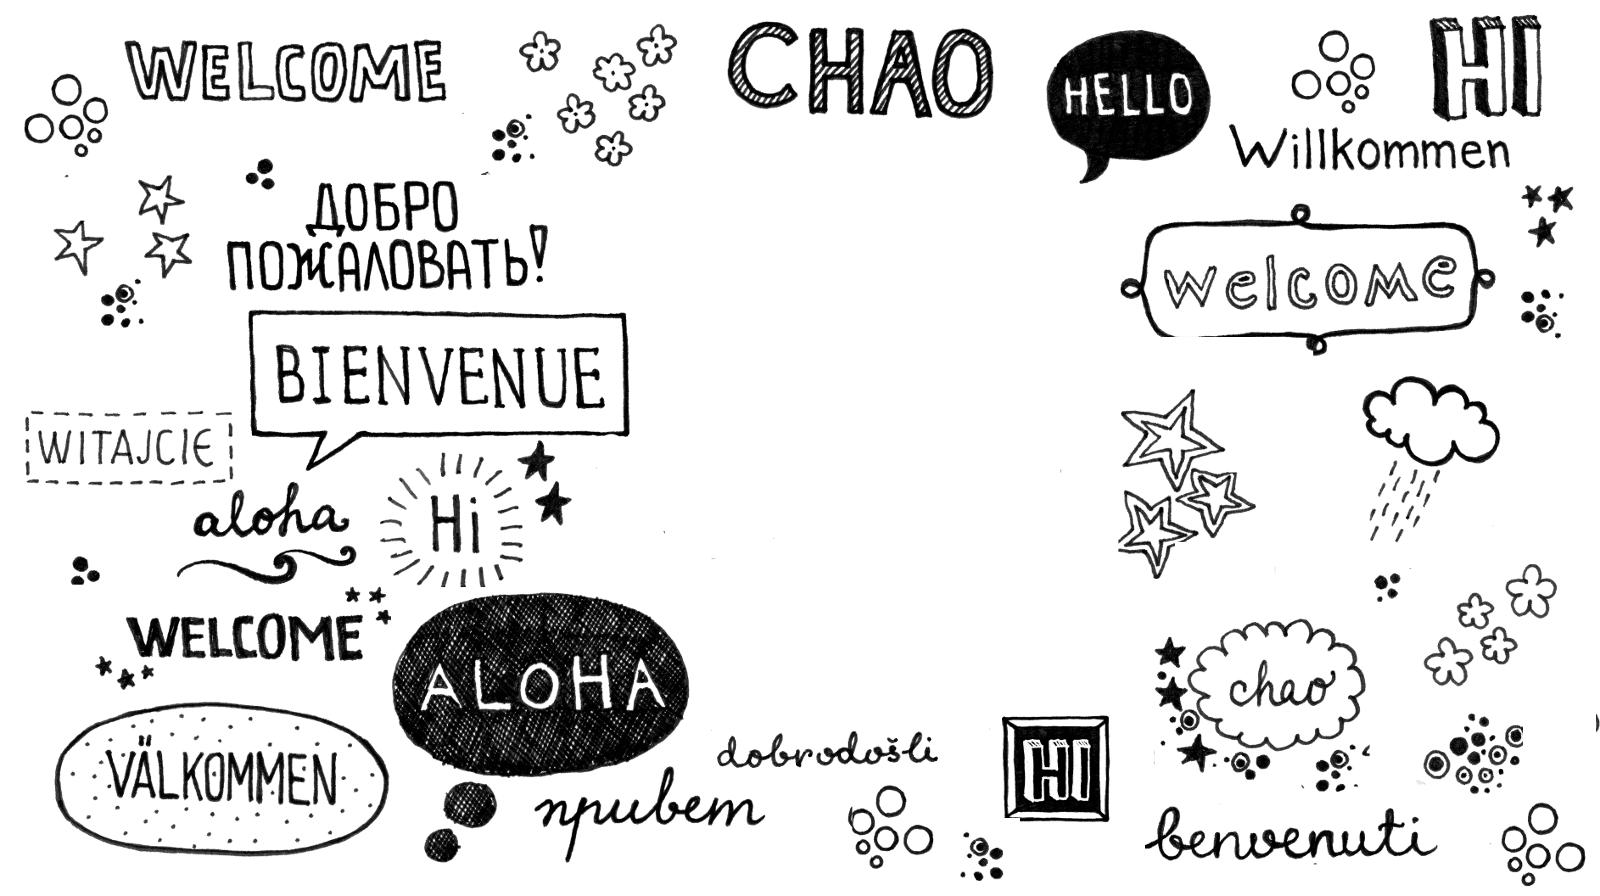 WELCOME
CHAO
HELLO
HI
Willkommen
ДОБРО
ПОЖАЛОВАТЬ!
welcome
BIENVENUE
WITAJCIE
aloha
Hi
WELCOME
ALOHA
chao
VÄLKOMMEN
dobrodošli
HI
привет
benvenuti